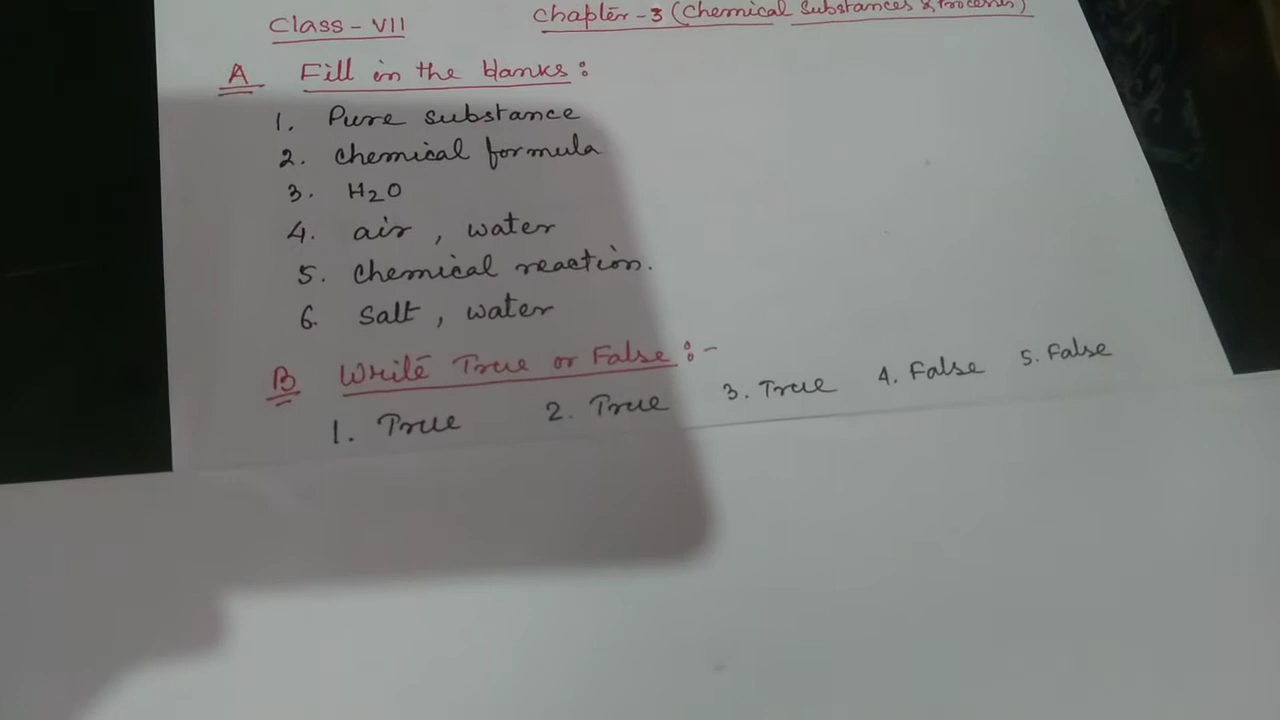 Class - VII Chapter - 3 (Chemical Substances & Processes)
A Fill in the blanks :
1. Pure substance
2. Chemical formula
3. H2O
4. air , water
5. Chemical reaction.
6. Salt , water
B Write True or False :-
1. True 2. True 3. True 4. False 5. False